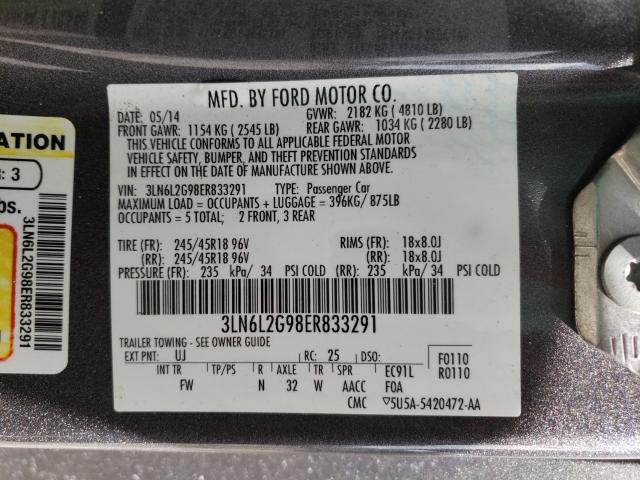 MFD. BY FORD MOTOR CO.
DATE: 05/14 GVWR: 2182 KG ( 4810 LB)
FRONT GAWR: 1154 KG ( 2545 LB) REAR GAWR: 1034 KG ( 2280 LB)
THIS VEHICLE CONFORMS TO ALL APPLICABLE FEDERAL MOTOR
VEHICLE SAFETY, BUMPER, AND THEFT PREVENTION STANDARDS
IN EFFECT ON THE DATE OF MANUFACTURE SHOWN ABOVE.
VIN: 3LN6L2G98ER833291 TYPE: Passenger Car
MAXIMUM LOAD = OCCUPANTS + LUGGAGE = 396KG/ 875LB
OCCUPANTS = 5 TOTAL; 2 FRONT, 3 REAR
TIRE (FR): 245/45R18 96V RIMS (FR): 18x8.0J
(RR): 245/45R18 96V (RR): 18x8.0J
PRESSURE (FR): 235 kPa/ 34 PSI COLD (RR): 235 kPa/ 34 PSI COLD
3LN6L2G98ER833291
TRAILER TOWING - SEE OWNER GUIDE
EXT PNT: UJ RC: 25 DSO: F0110
INT TR TP/PS R AXLE TR SPR EC91L R0110
FW N 32 W AACC FOA
CMC ▽5U5A-5420472-AA
ATION
: 3
bs.
3LN6L2G98ER833291